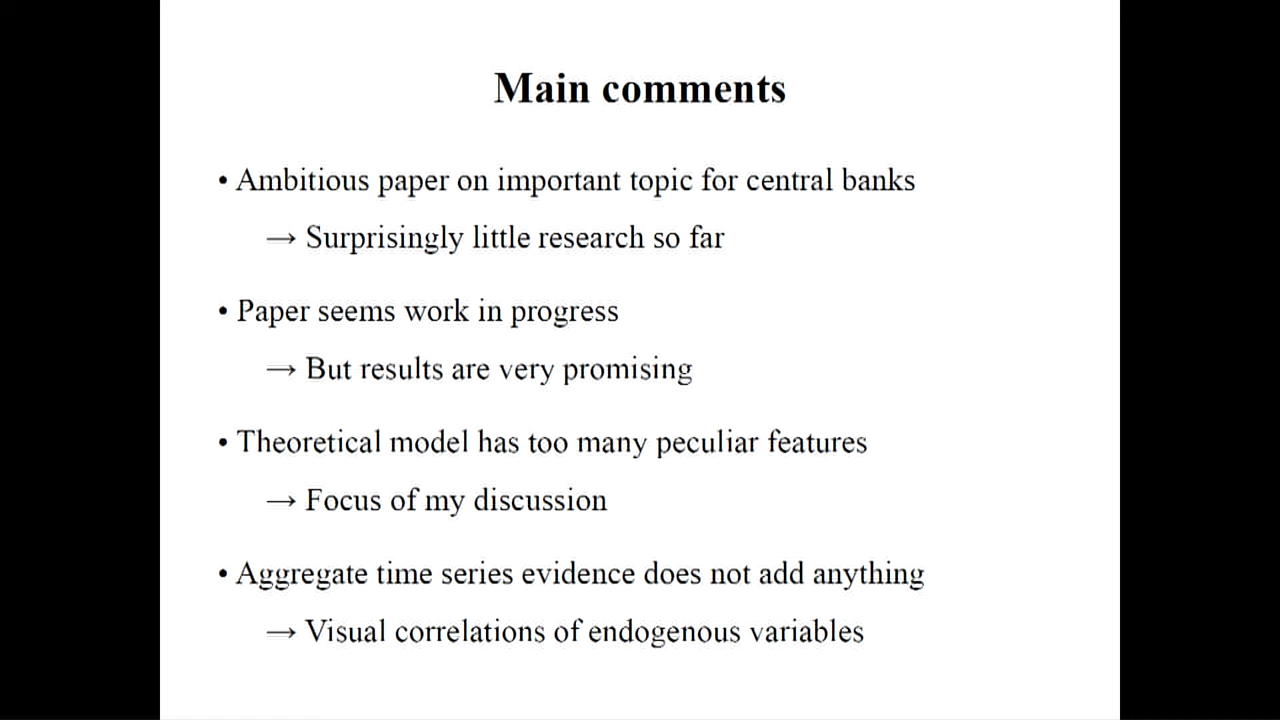 Main comments
• Ambitious paper on important topic for central banks
→ Surprisingly little research so far
• Paper seems work in progress
→ But results are very promising
• Theoretical model has too many peculiar features
→ Focus of my discussion
• Aggregate time series evidence does not add anything
→ Visual correlations of endogenous variables